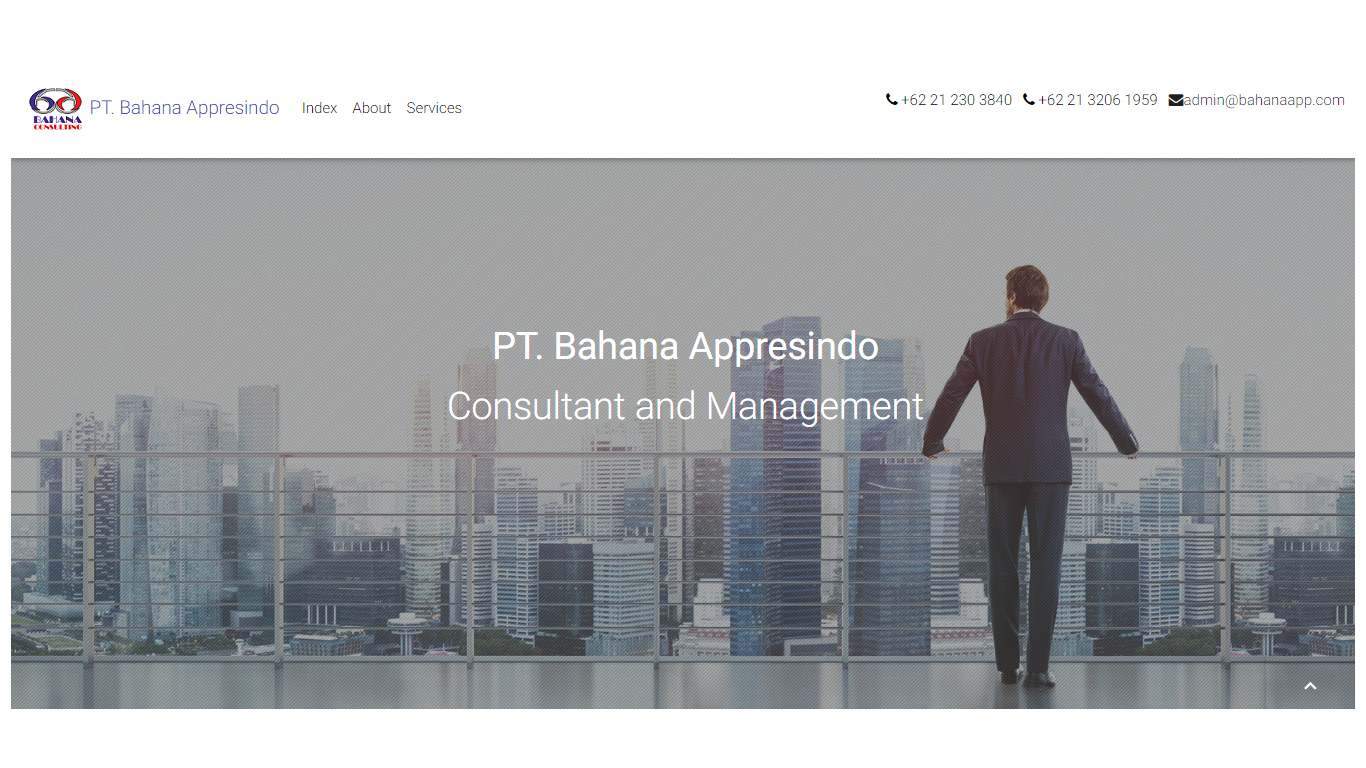 BAHANA
CONSULTING
PT. Bahana Appresindo
Index About Services
+62 21 230 3840 +62 21 3206 1959 admin@bahanaapp.com
PT. Bahana Appresindo
Consultant and Management